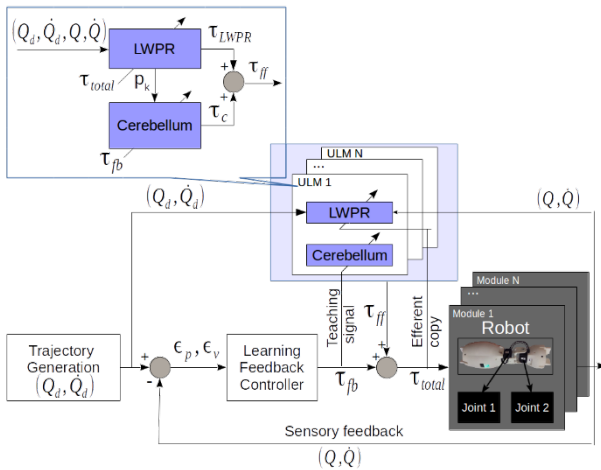 (Q_d, Q̇_d, Q, Q̇)
LWPR
τ_LWPR
+
τ_ff
τ_total
p_k
+
Cerebellum
τ_c
τ_fb
ULM N
...
ULM 1
(Q_d, Q̇_d)
LWPR
(Q, Q̇)
Cerebellum
Teaching signal
τ_ff
Efferent copy
Module N
...
Module 1
Robot
Trajectory
Generation
(Q_d, Q̇_d)
+
-
ϵ_p, ϵ_v
Learning
Feedback
Controller
τ_fb
+
+
τ_total
Joint 1
Joint 2
Sensory feedback
(Q, Q̇)